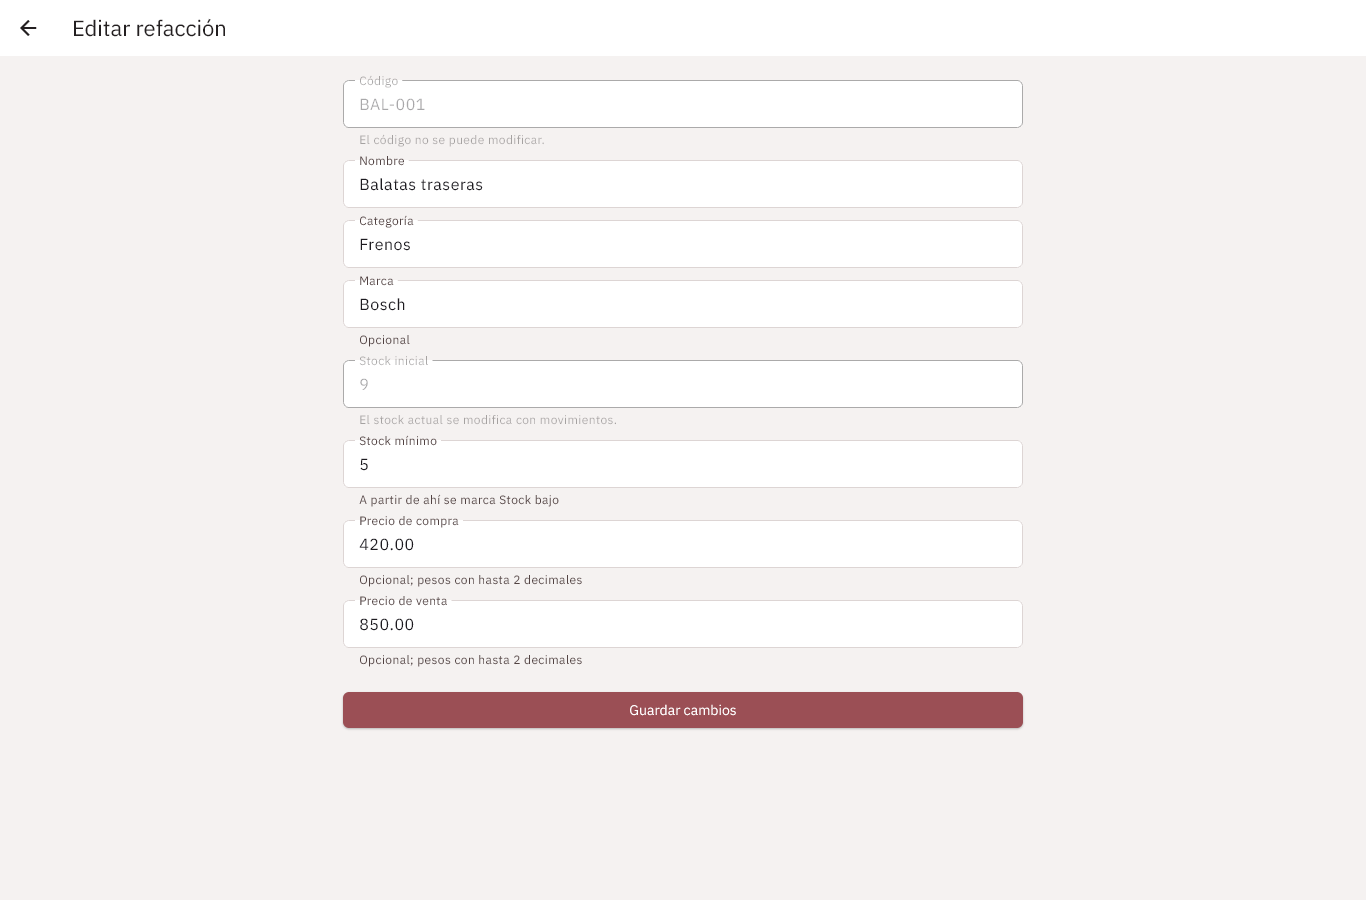 Editar refacción
Código
BAL-001
El código no se puede modificar.
Nombre
Balatas traseras
Categoría
Frenos
Marca
Bosch
Opcional
Stock inicial
9
El stock actual se modifica con movimientos.
Stock mínimo
5
A partir de ahí se marca Stock bajo
Precio de compra
420.00
Opcional; pesos con hasta 2 decimales
Precio de venta
850.00
Opcional; pesos con hasta 2 decimales
Guardar cambios